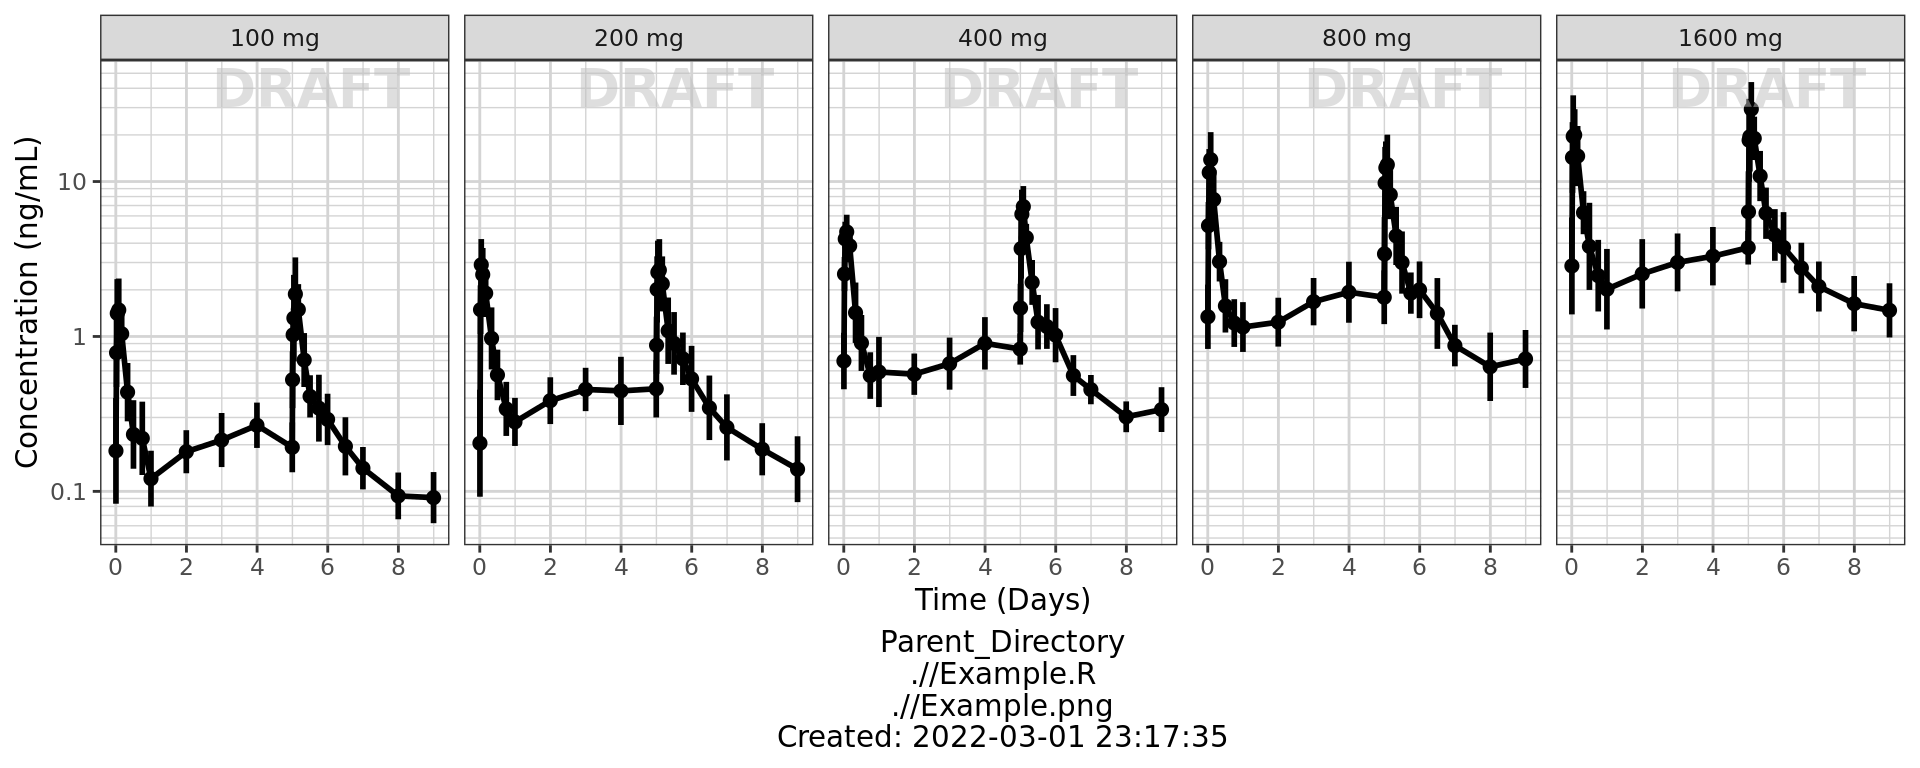 100 mg
200 mg
400 mg
800 mg
1600 mg
DRAFT
DRAFT
DRAFT
DRAFT
DRAFT
Concentration (ng/mL)
10
1
0.1
0 2 4 6 8
0 2 4 6 8
0 2 4 6 8
0 2 4 6 8
0 2 4 6 8
Time (Days)
Parent_Directory
.//Example.R
.//Example.png
Created: 2022-03-01 23:17:35